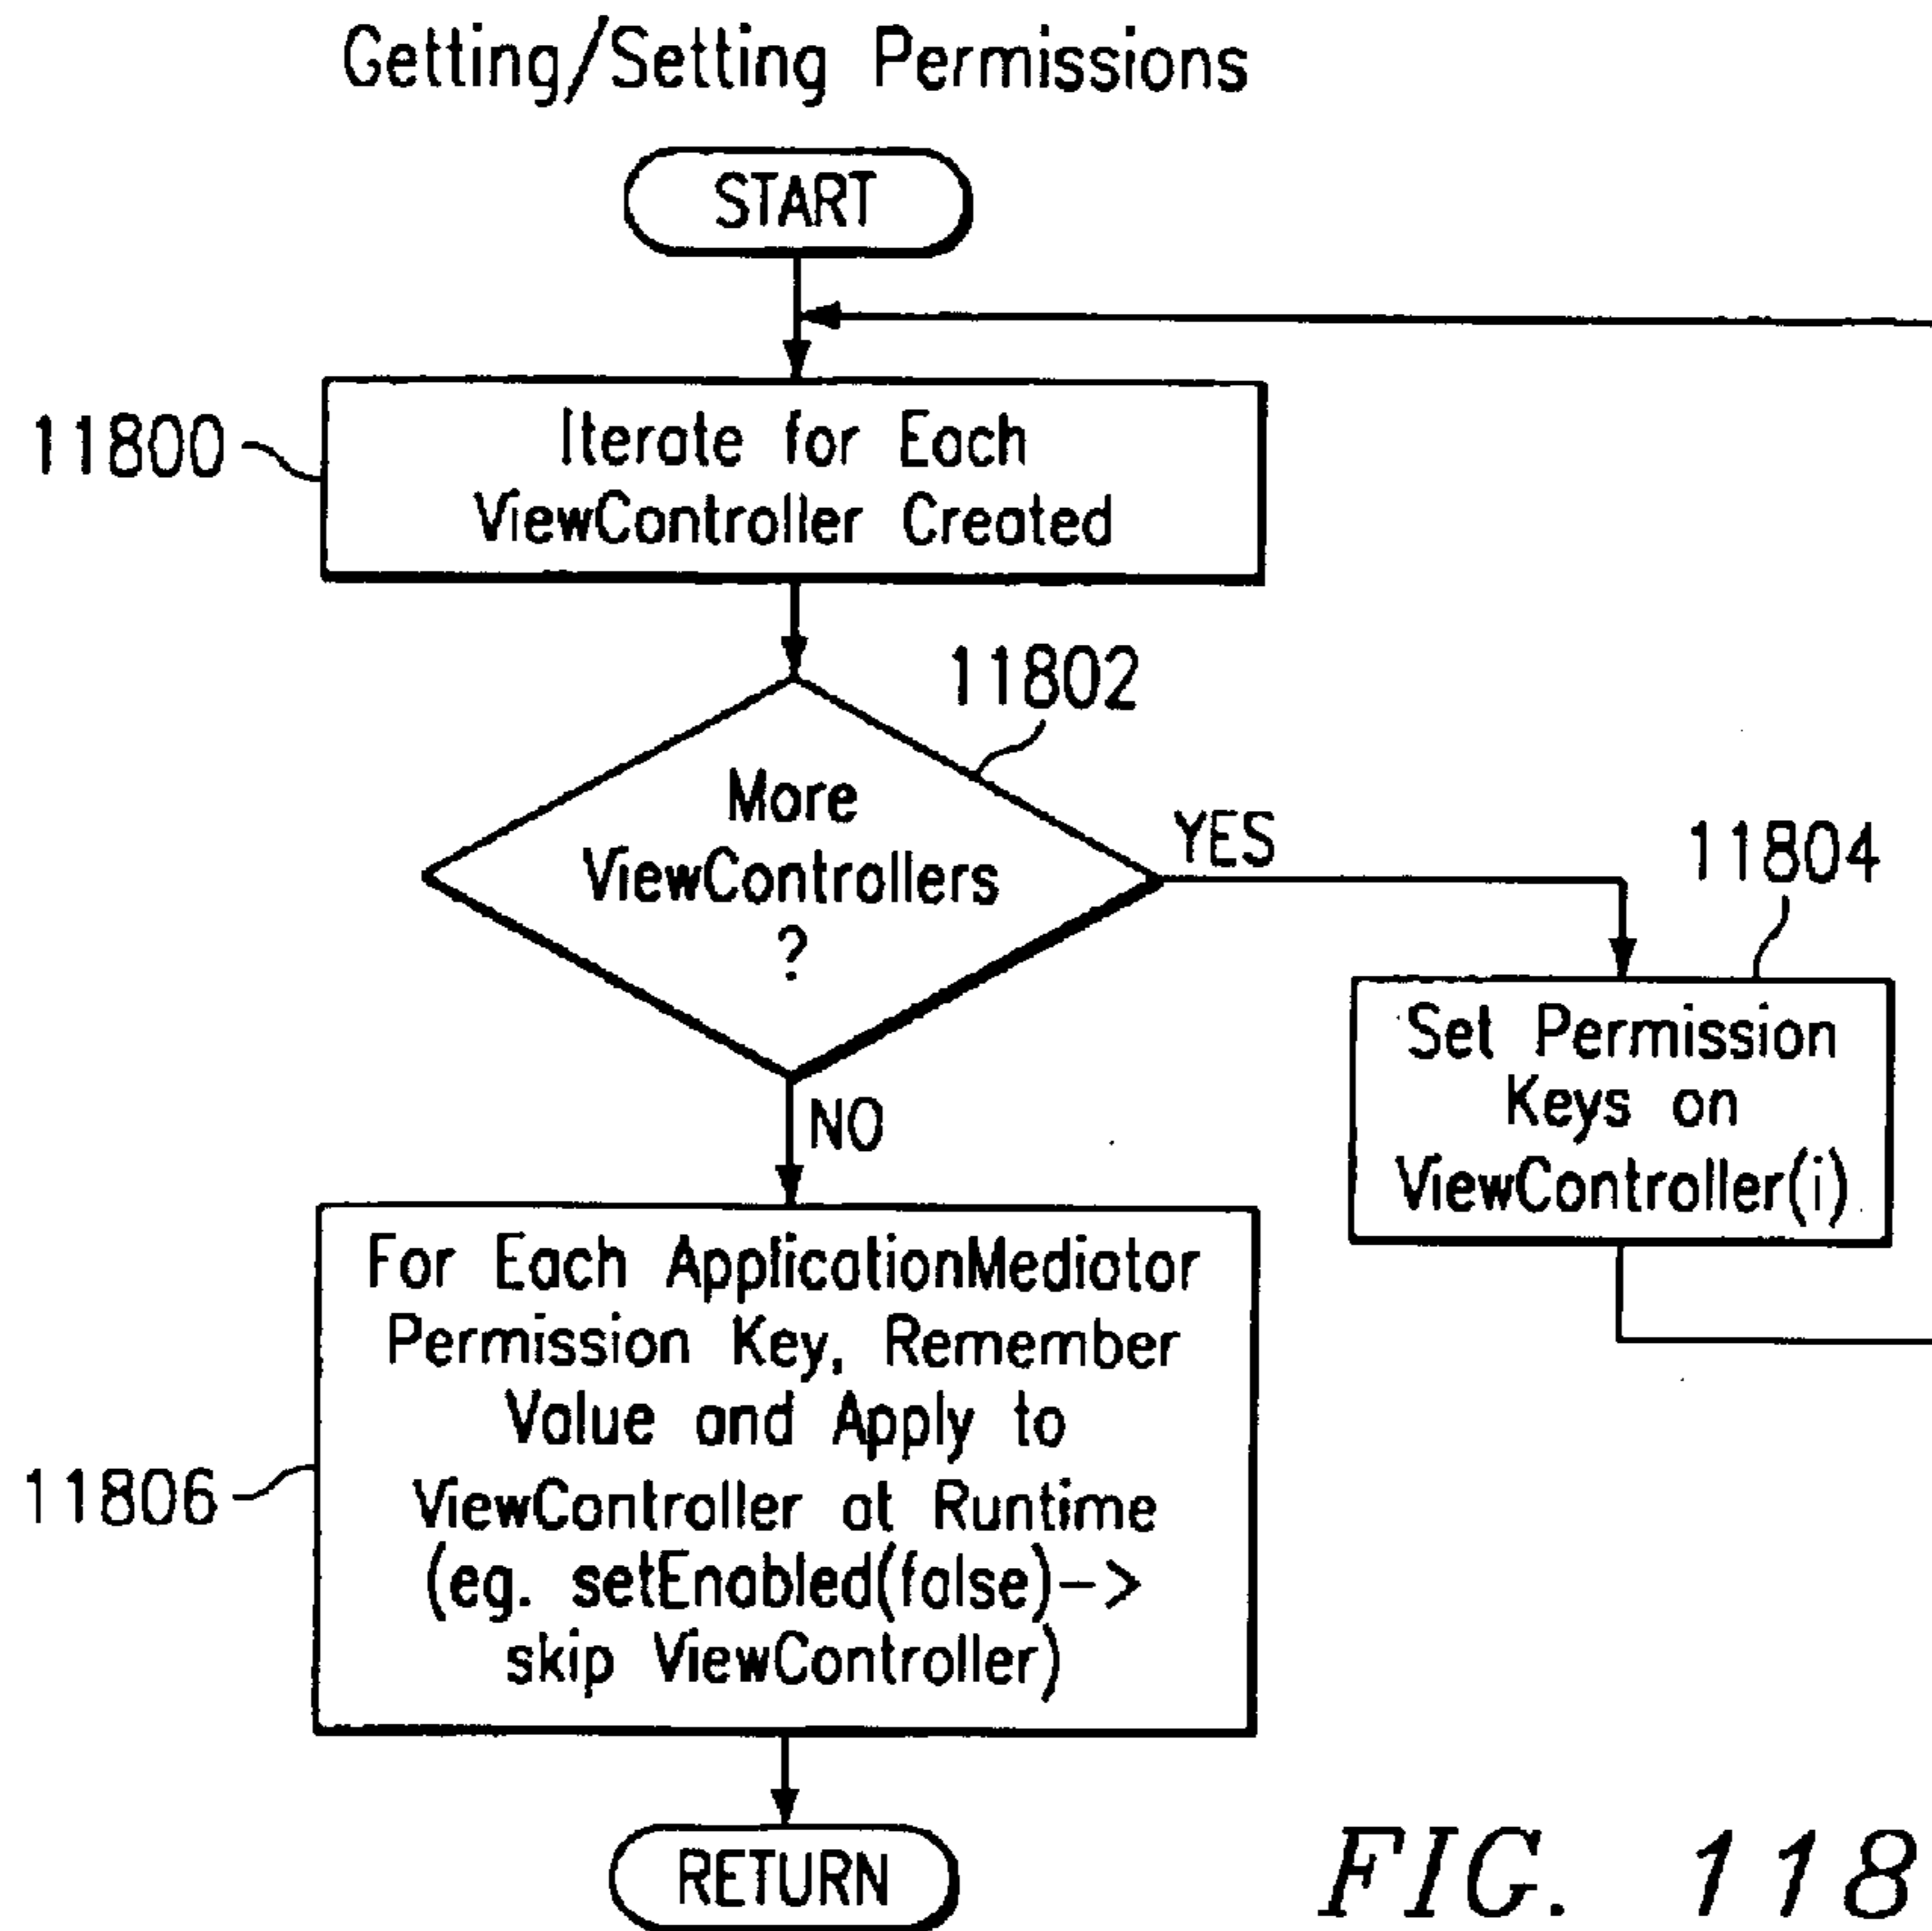 Getting/Setting Permissions
START
11800
Iterate for Each
ViewController Created
11802
More
ViewControllers
?
YES
11804
Set Permission
Keys on
ViewController(i)
NO
For Each ApplicationMediator
Permission Key, Remember
Value and Apply to
ViewController at Runtime
(eg. setEnabled(false)-->
skip ViewController)
11806
RETURN
FIG. 118